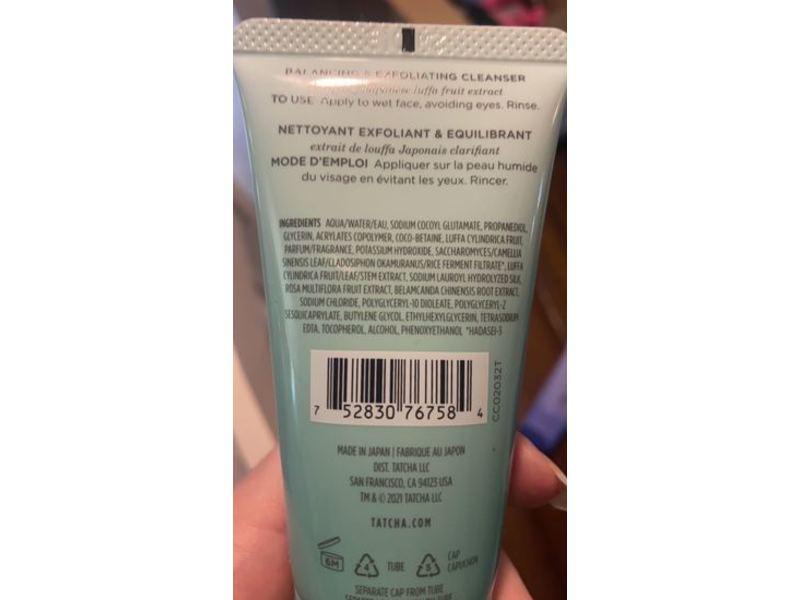 BALANCING & EXFOLIATING CLEANSER
Japanese luffa fruit extract
TO USE Apply to wet face, avoiding eyes. Rinse.
NETTOYANT EXFOLIANT & EQUILIBRANT
extrait de louffa Japonais clarifiant
MODE D'EMPLOI Appliquer sur la peau humide
du visage en évitant les yeux. Rincer.
INGREDIENTS AQUA/WATER/EAU, SODIUM COCOYL GLUTAMATE, PROPANEDIOL,
GLYCERIN, ACRYLATES COPOLYMER, COCO-BETAINE, LUFFA CYLINDRICA FRUIT,
PARFUM/FRAGRANCE, POTASSIUM HYDROXIDE, SACCHAROMYCES/CAMELLIA
SINENSIS LEAF/CLADOSIPHON OKAMURANUS/RICE FERMENT FILTRATE*, LUFFA
CYLINDRICA FRUIT/LEAF/STEM EXTRACT, SODIUM LAUROYL HYDROLYZED SILK,
ROSA MULTIFLORA FRUIT EXTRACT, BELAMCANDA CHINENSIS ROOT EXTRACT,
SODIUM CHLORIDE, POLYGLYCERYL-10 DIOLEATE, POLYGLYCERYL-2
SESQUICAPRYLATE, BUTYLENE GLYCOL, ETHYLHEXYLGLYCERIN, TETRASODIUM
EDTA, TOCOPHEROL, ALCOHOL, PHENOXYETHANOL *HADASEI-3
7 52830 76758 4
CC02032T
MADE IN JAPAN | FABRIQUE AU JAPON
DIST. TATCHA LLC
SAN FRANCISCO, CA 94123 USA
TM & © 2021 TATCHA LLC
TATCHA.COM
6M
4 TUBE
5 CAP
CAPUCHON
SEPARATE CAP FROM TUBE